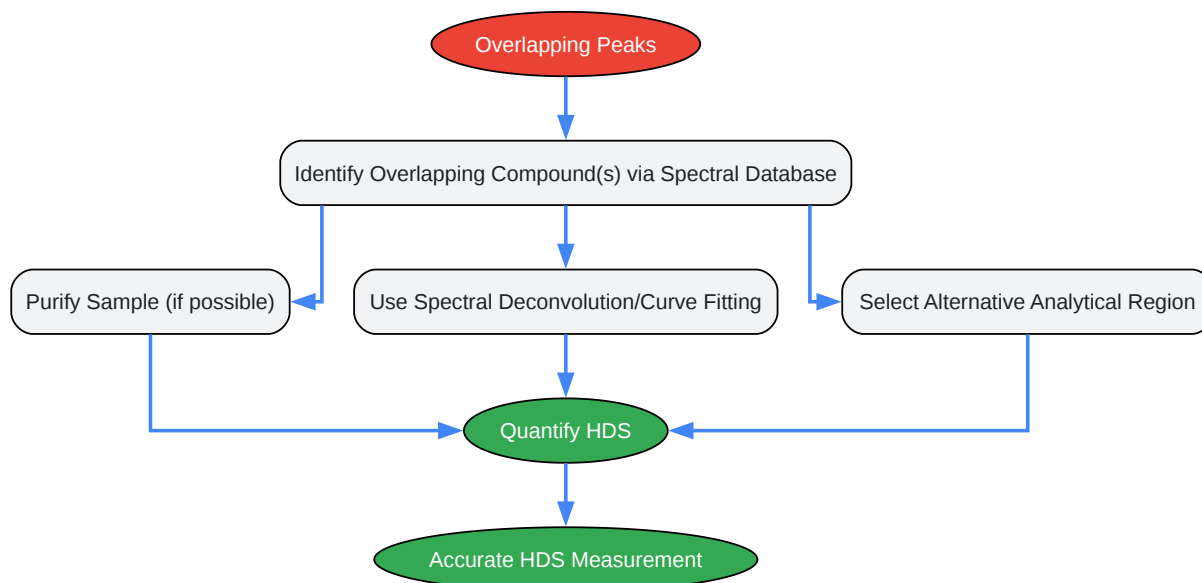 Overlapping Peaks
Identify Overlapping Compound(s) via Spectral Database
Purify Sample (if possible)
Use Spectral Deconvolution/Curve Fitting
Select Alternative Analytical Region
Quantify HDS
Accurate HDS Measurement